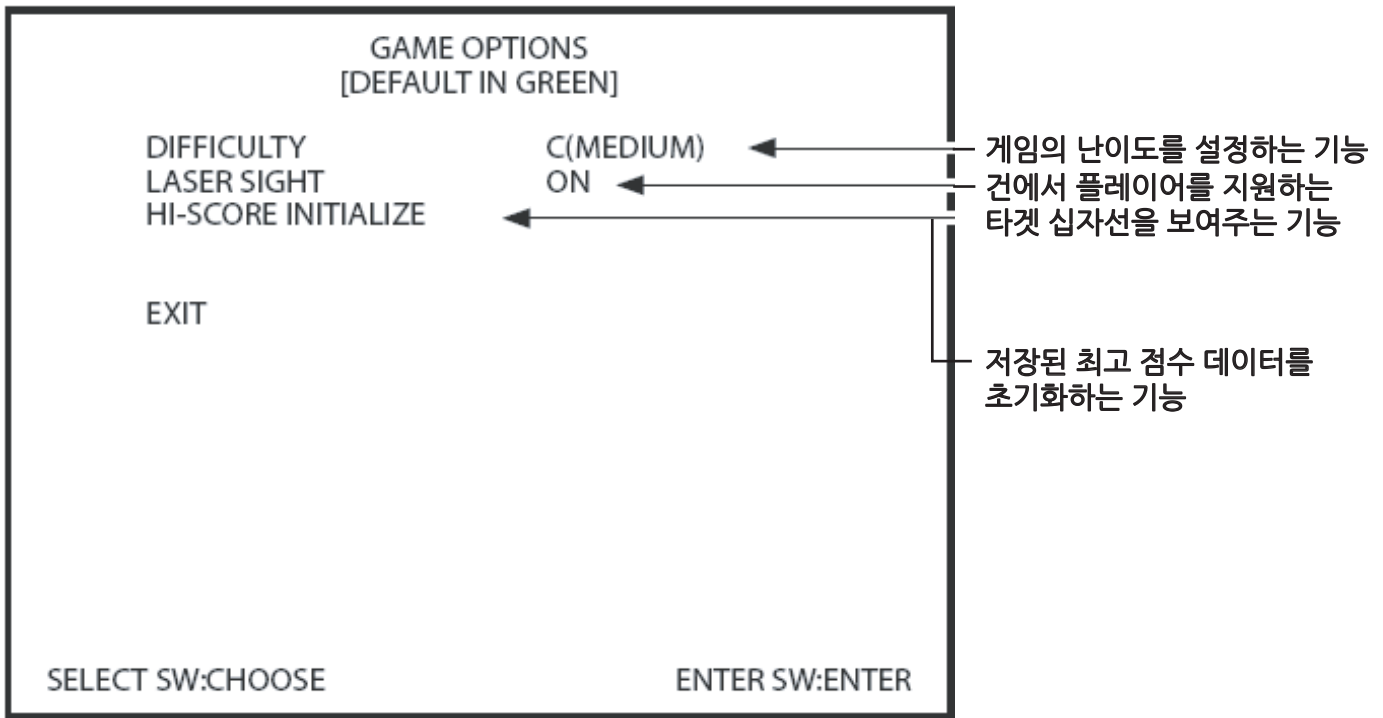 GAME OPTIONS
[DEFAULT IN GREEN]
DIFFICULTY C(MEDIUM)
LASER SIGHT ON
HI-SCORE INITIALIZE
EXIT
SELECT SW:CHOOSE ENTER SW:ENTER
게임의 난이도를 설정하는 기능
건에서 플레이어를 지원하는
타겟 십자선을 보여주는 기능
저장된 최고 점수 데이터를
초기화하는 기능